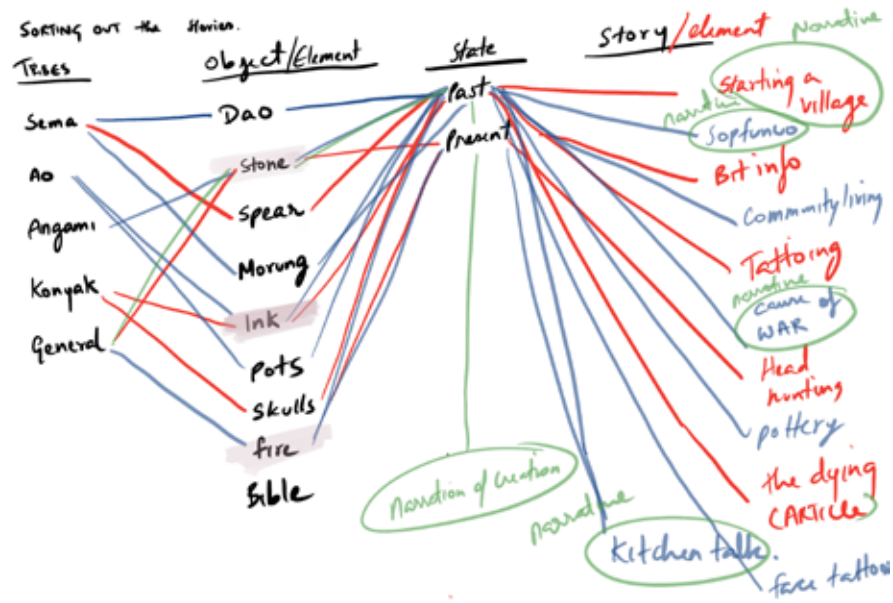 SORTING OUT the stories.
TRIBES
Object/Element
State
Story/element
Narrative
Sema
Ao
Angami
Konyak
General
Dao
Stone
Spear
Morung
Ink
Pots
Skulls
fire
Bible
Past
Present
Starting a
village
narrative
Sopfunuo
Bit info
Community living
Tattooing
narrative
cause of
WAR
Head
hunting
pottery
the dying
(ARTICLE)
face tattoo
Narration of Creation
narrative
Kitchen talk.